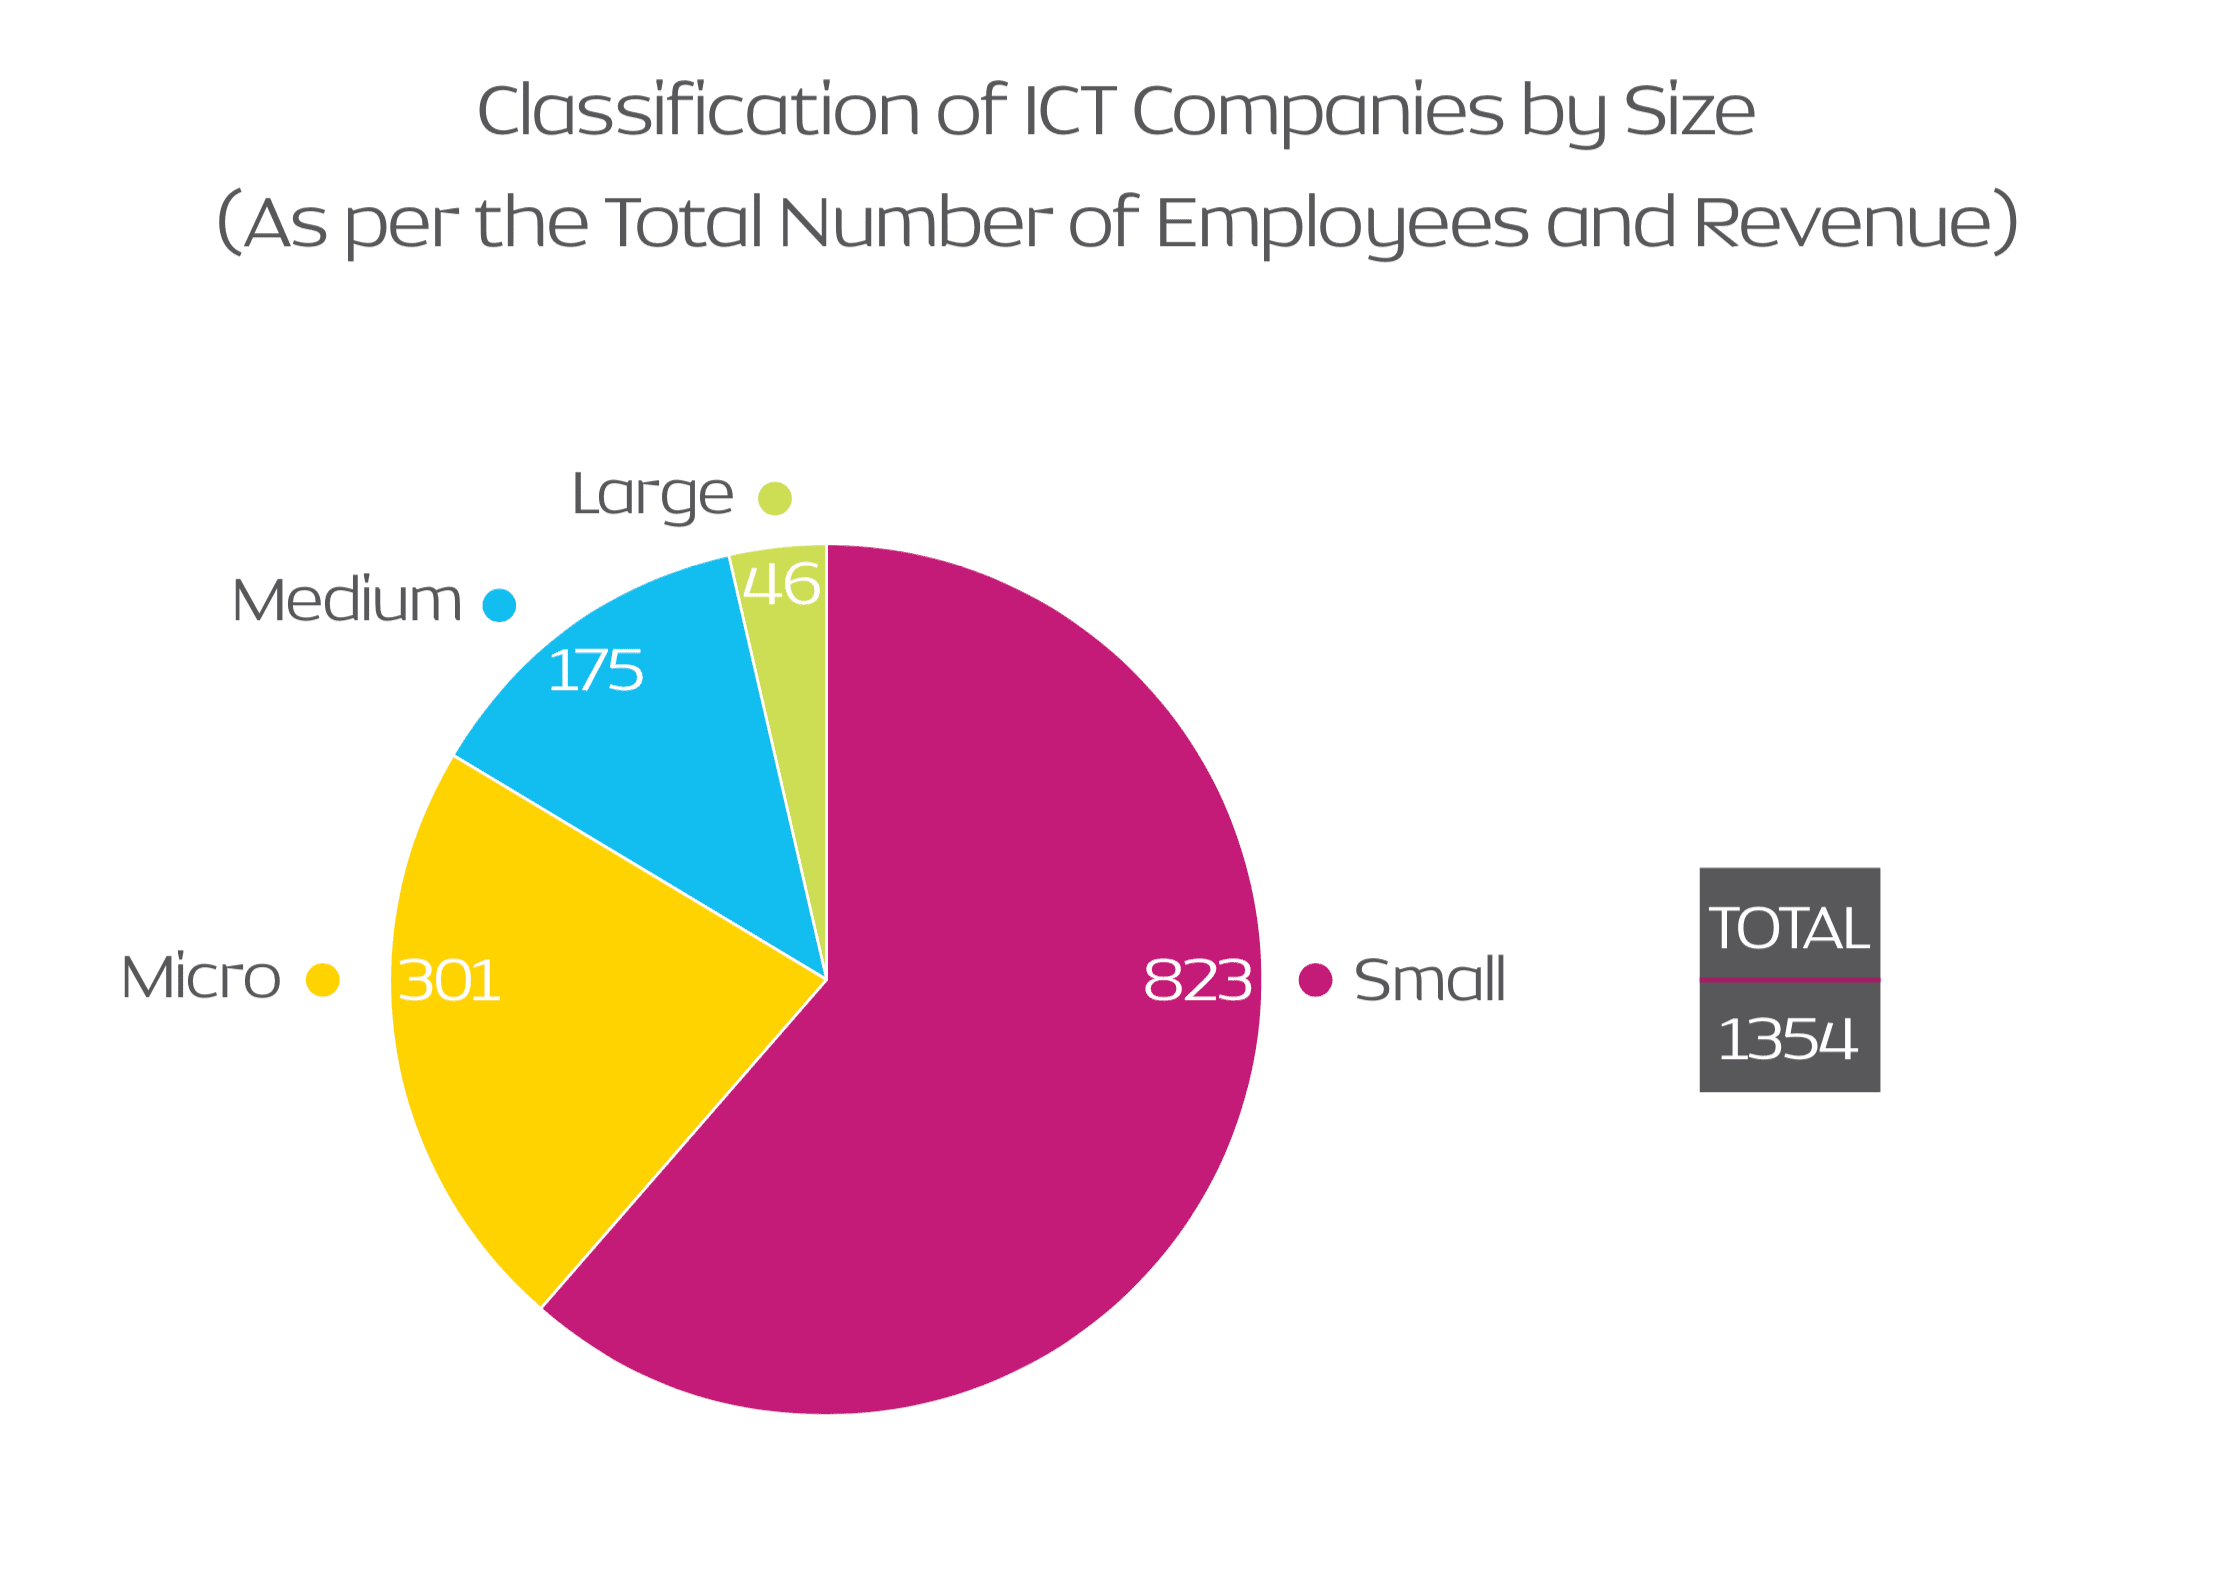 Classification of ICT Companies by Size
(As per the Total Number of Employees and Revenue)
Large
46
Medium
175
Micro
301
823
Small
TOTAL
1354